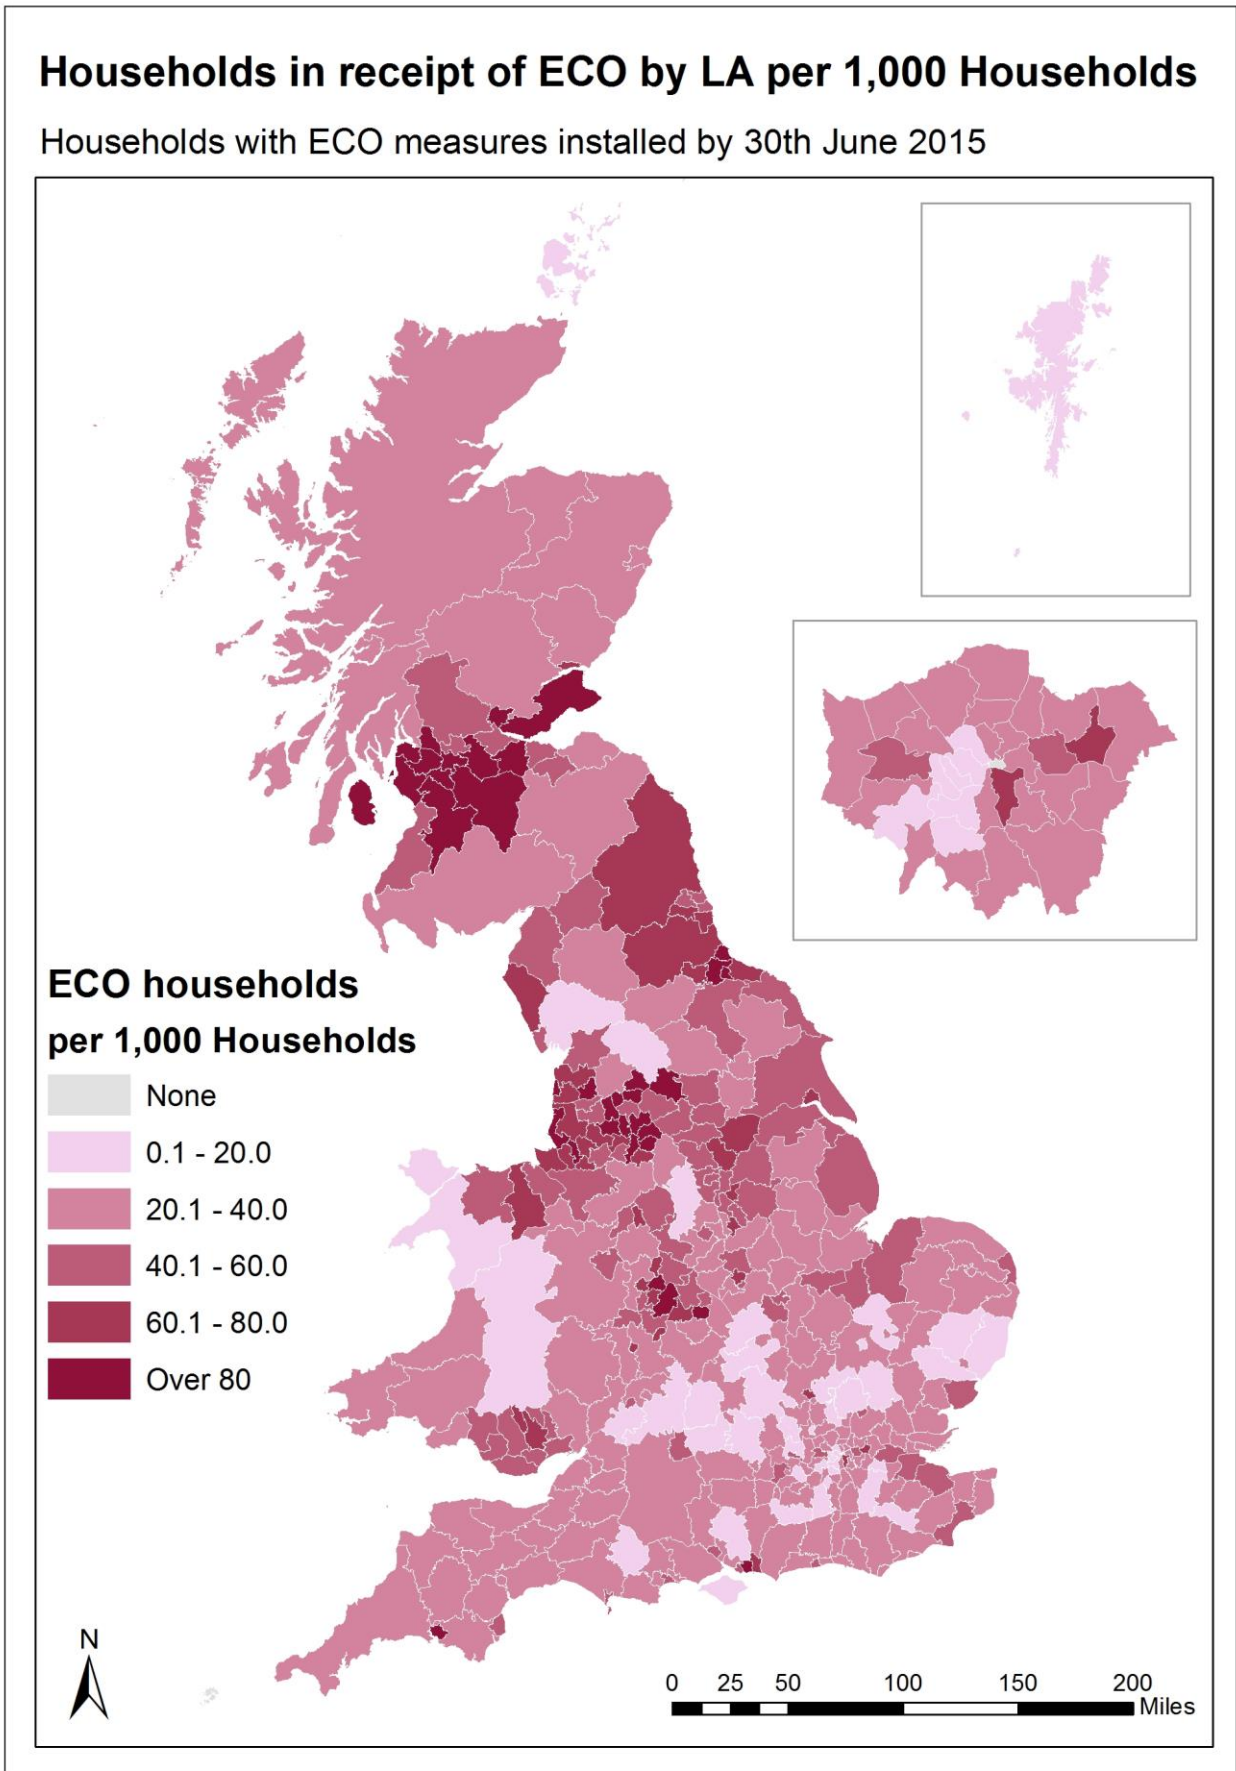 Households in receipt of ECO by LA per 1,000 Households
Households with ECO measures installed by 30th June 2015
ECO households
per 1,000 Households
None
0.1 - 20.0
20.1 - 40.0
40.1 - 60.0
60.1 - 80.0
Over 80
N
0 25 50 100 150 200
Miles